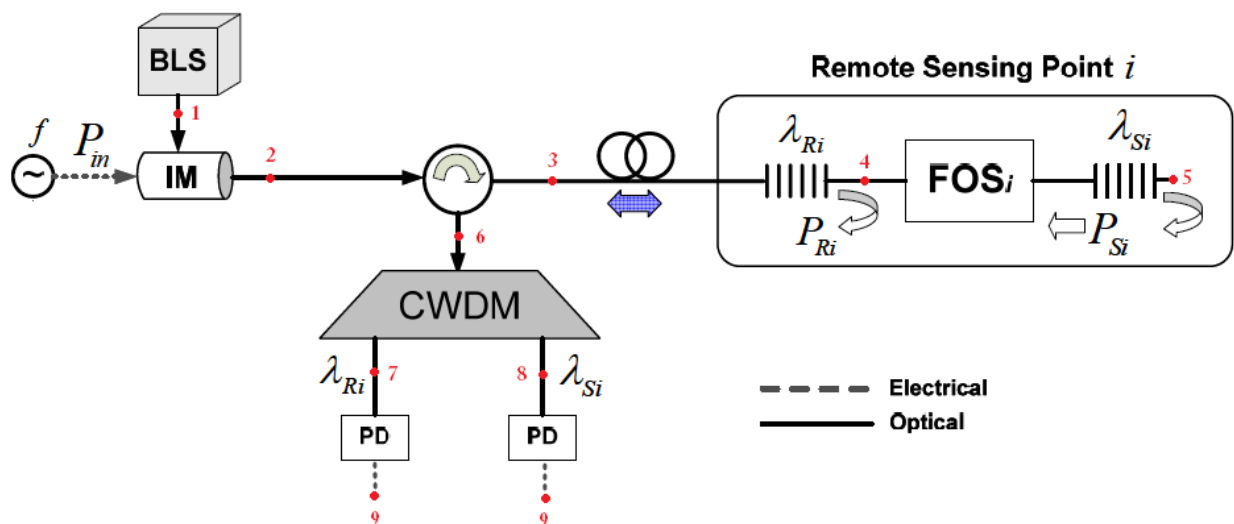 BLS
1
f
P_in
~
IM
2
3
Remote Sensing Point i
λ_Ri
4
FOS_i
λ_Si
5
P_Ri
P_Si
6
CWDM
λ_Ri
7
8
λ_Si
PD
PD
9
9
Electrical
Optical